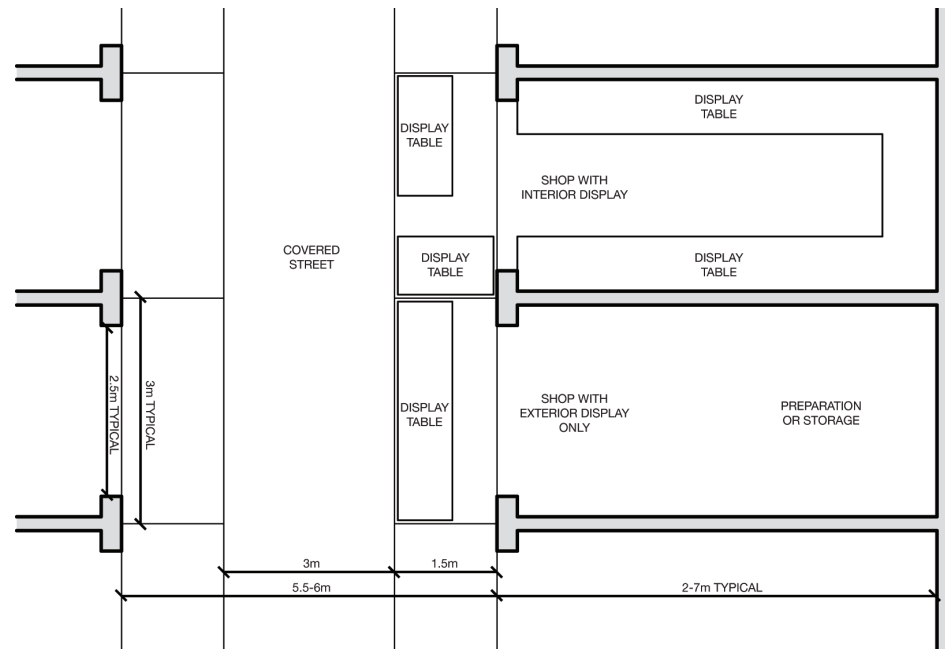 DISPLAY
TABLE
DISPLAY
TABLE
SHOP WITH
INTERIOR DISPLAY
COVERED
STREET
DISPLAY
TABLE
DISPLAY
TABLE
2.5m TYPICAL
3m TYPICAL
DISPLAY
TABLE
SHOP WITH
EXTERIOR DISPLAY
ONLY
PREPARATION
OR STORAGE
3m
1.5m
5.5-6m
2-7m TYPICAL